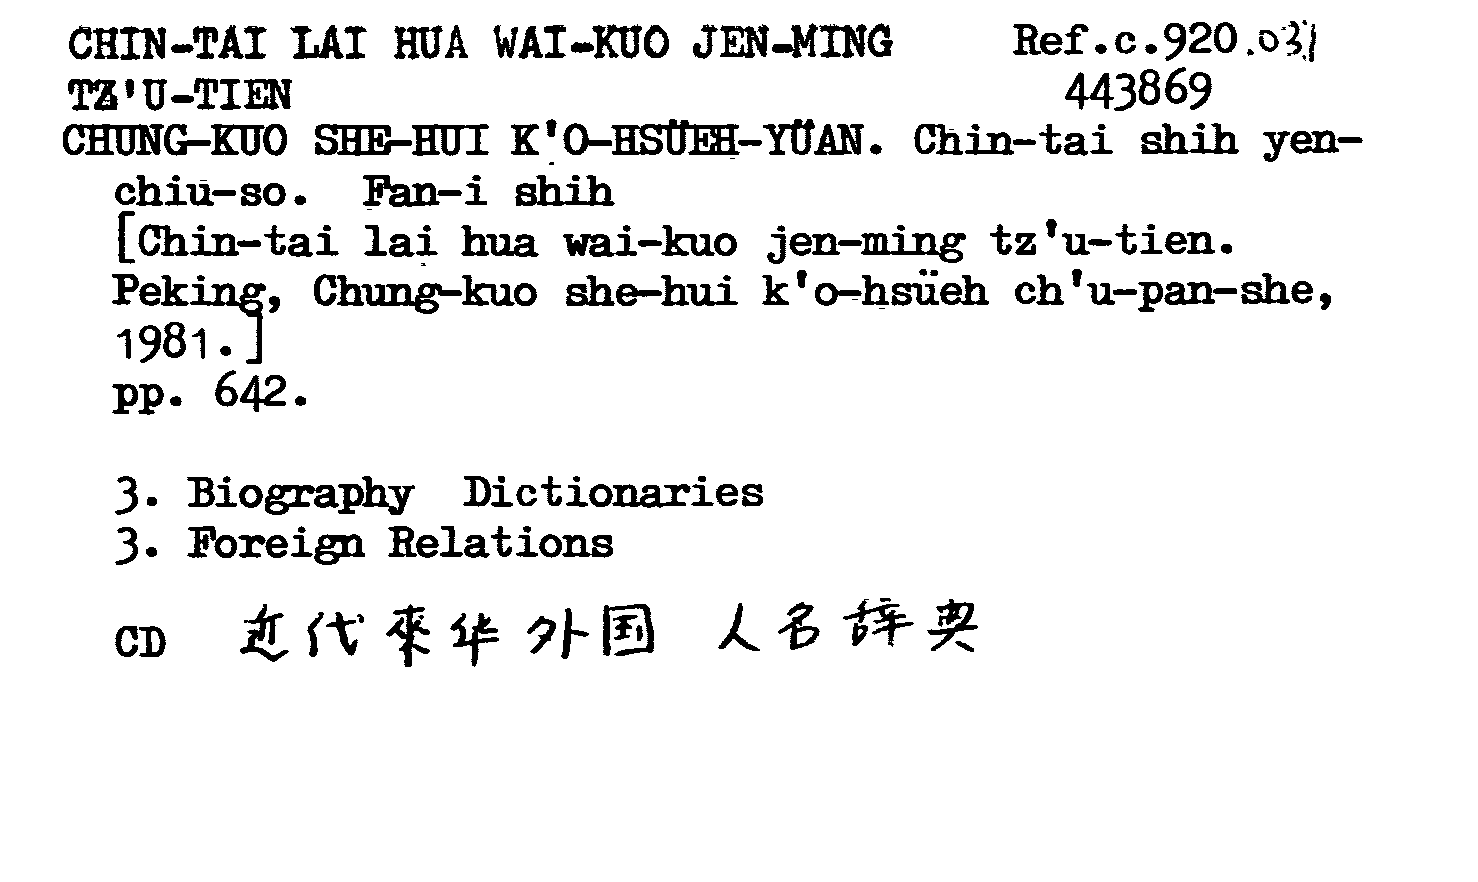 CHIN-TAI LAI HUA WAI-KUO JEN-MING Ref.c.920.031
TZ'U-TIEN 443869
CHUNG-KUO SHE-HUI K'O-HSÜEH-YÜAN. Chin-tai shih yen-
chiu-so. Fan-i shih
[Chin-tai lai hua wai-kuo jen-ming tz'u-tien.
Peking, Chung-kuo she-hui k'o-hsüeh ch'u-pan-she,
1981.]
pp. 642.
3. Biography Dictionaries
3. Foreign Relations
CD 近代來华外国 人名辞典